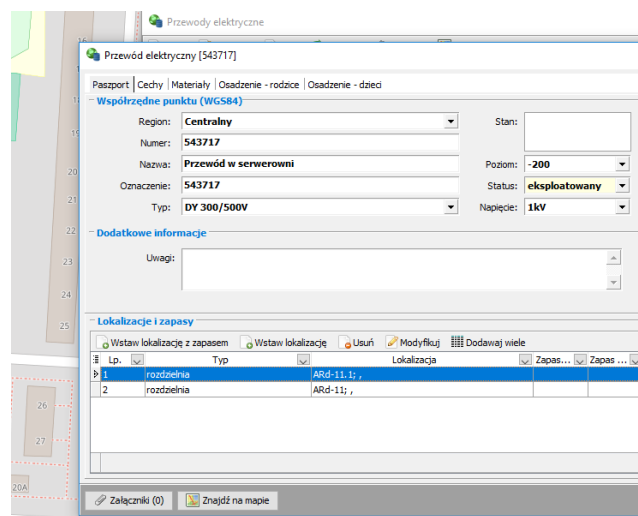 Przewody elektryczne
Przewód elektryczny [543717]
Paszport Cechy Materiały Osadzenie - rodzice Osadzenie - dzieci
Współrzędne punktu (WGS84)
Region: Centralny Stan:
Numer: 543717
Nazwa: Przewód w serwerowni Poziom: -200
Oznaczenie: 543717 Status: eksploatowany
Typ: DY 300/500V Napięcie: 1kV
Dodatkowe informacje
Uwagi:
Lokalizacje i zapasy
Wstaw lokalizację z zapasem Wstaw lokalizację Usuń Modyfikuj Dodawaj wiele
Lp. Typ Lokalizacja Zapas... Zapas ...
1 rozdzielnia ARd-11.1; ,
2 rozdzielnia ARd-11; ,
Załączniki (0) Znajdź na mapie
16
19
20
21
22
23
24
25
26
27
20A